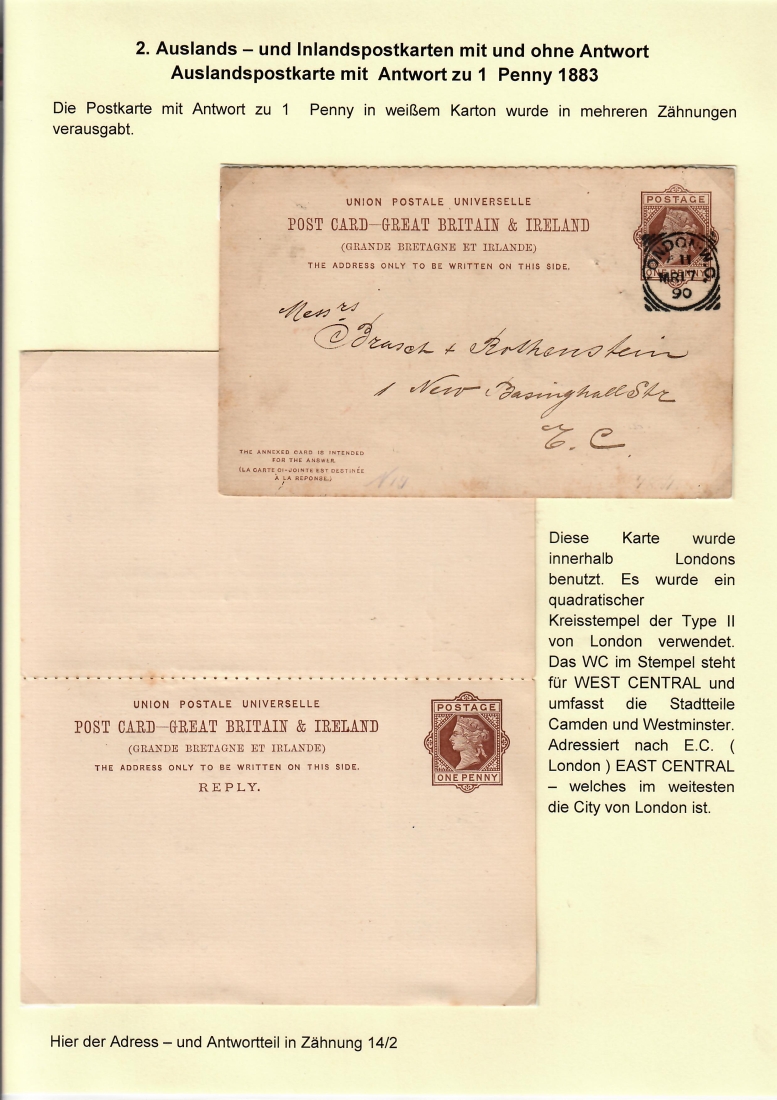 2. Auslands – und Inlandspostkarten mit und ohne Antwort
Auslandspostkarte mit Antwort zu 1 Penny 1883
Die Postkarte mit Antwort zu 1 Penny in weißem Karton wurde in mehreren Zähnungen
verausgabt.
UNION POSTALE UNIVERSELLE
POST CARD—GREAT BRITAIN & IRELAND
(GRANDE BRETAGNE ET IRLANDE)
THE ADDRESS ONLY TO BE WRITTEN ON THIS SIDE.
POSTAGE
ONE PENNY
LONDON.W.C.
11
MR17
90
Messrs
Brasch + Rothenstein
1 New Basinghall Str
E. C.
THE ANNEXED CARD IS INTENDED
FOR THE ANSWER.
(LA CARTE CI-JOINTE EST DESTINÉE
À LA RÉPONSE.)
UNION POSTALE UNIVERSELLE
POST CARD—GREAT BRITAIN & IRELAND
(GRANDE BRETAGNE ET IRLANDE)
THE ADDRESS ONLY TO BE WRITTEN ON THIS SIDE.
REPLY.
POSTAGE
ONE PENNY
Diese Karte wurde
innerhalb Londons
benutzt. Es wurde ein
quadratischer
Kreisstempel der Type II
von London verwendet.
Das WC im Stempel steht
für WEST CENTRAL und
umfasst die Stadtteile
Camden und Westminster.
Adressiert nach E.C. (
London ) EAST CENTRAL
– welches im weitesten
die City von London ist.
Hier der Adress – und Antwortteil in Zähnung 14/2